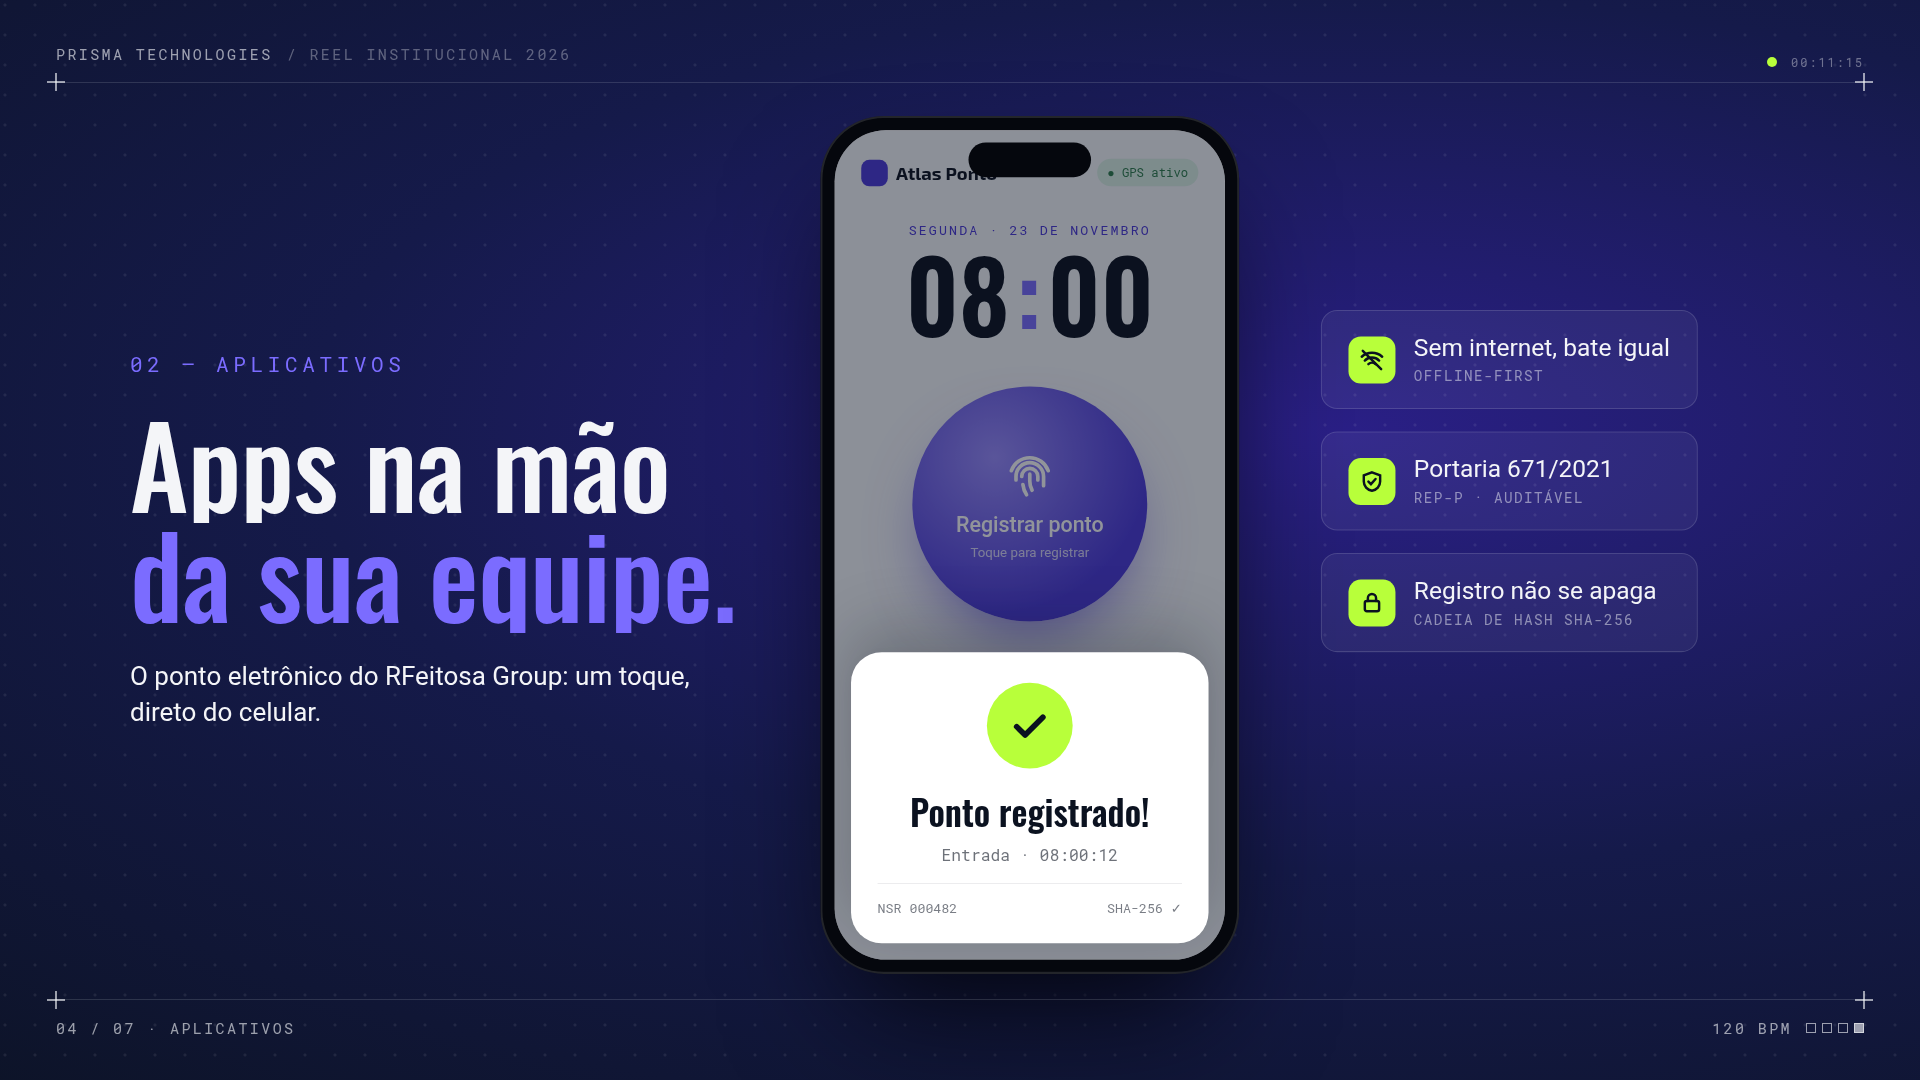 PRISMA TECHNOLOGIES / REEL INSTITUCIONAL 2026
00:11:15
02 — APLICATIVOS
Apps na mão
da sua equipe.
O ponto eletrônico do RFeitosa Group: um toque,
direto do celular.
Atlas Ponto
GPS ativo
SEGUNDA · 23 DE NOVEMBRO
08:00
Registrar ponto
Toque para registrar
Ponto registrado!
Entrada · 08:00:12
NSR 000482
SHA-256 ✓
Sem internet, bate igual
OFFLINE-FIRST
Portaria 671/2021
REP-P · AUDITÁVEL
Registro não se apaga
CADEIA DE HASH SHA-256
04 / 07 · APLICATIVOS
120 BPM